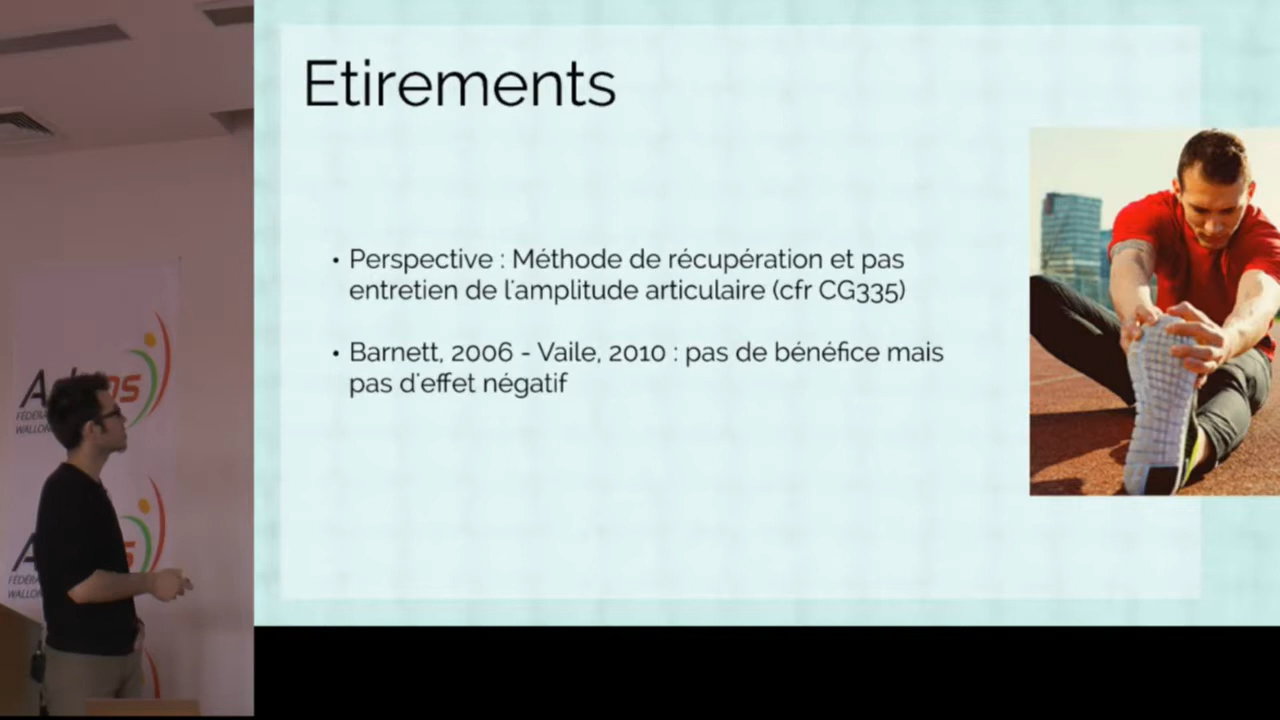 Etirements
• Perspective : Méthode de récupération et pas
entretien de l'amplitude articulaire (cfr CG335)
• Barnett, 2006 - Vaile, 2010 : pas de bénéfice mais
pas d'effet négatif